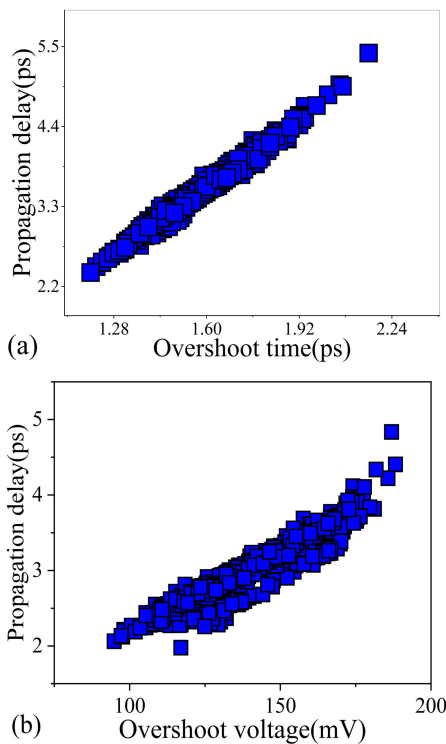 5.5
4.4
3.3
2.2
Propagation delay(ps)
1.28 1.60 1.92 2.24
(a) Overshoot time(ps)
5
4
3
2
Propagation delay(ps)
100 150 200
(b) Overshoot voltage(mV)